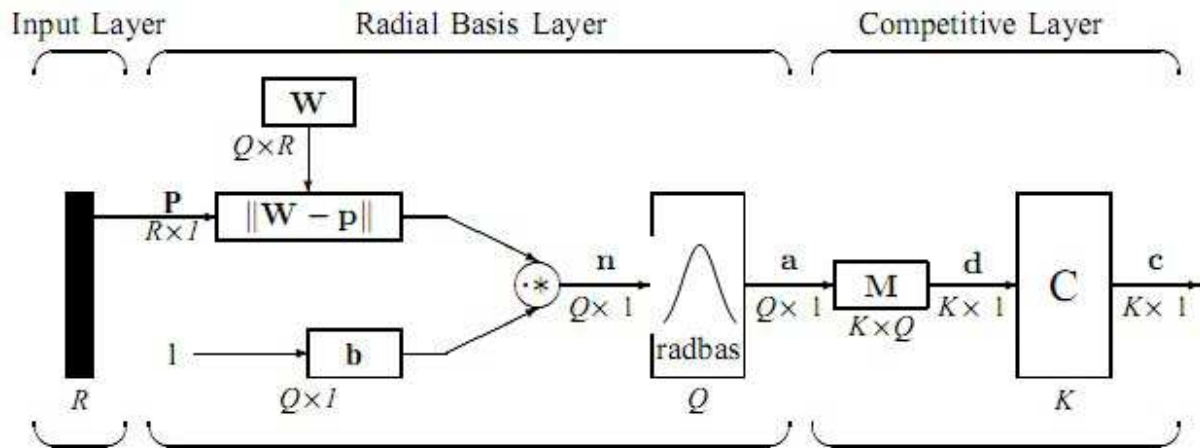 Input Layer Radial Basis Layer Competitive Layer
W
Q×R
p
R×1
‖W − p‖
n
Q× 1
a
Q× 1
M
K×Q
d
K× 1
C
c
K× 1
.*
1
b
Q×1
radbas
R
Q
K